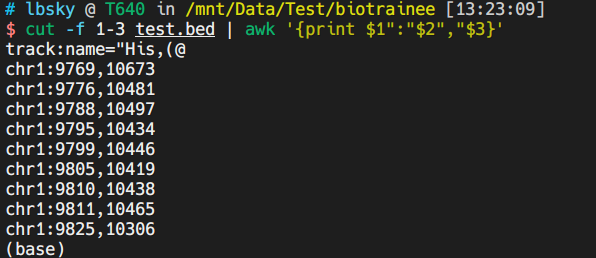 # lbsky @ T640 in /mnt/Data/Test/biotrainee [13:23:09]
$ cut -f 1-3 test.bed | awk '{print $1":"$2","$3}'
track:name="His,(@
chr1:9769,10673
chr1:9776,10481
chr1:9788,10497
chr1:9795,10434
chr1:9799,10446
chr1:9805,10419
chr1:9810,10438
chr1:9811,10465
chr1:9825,10306
(base)